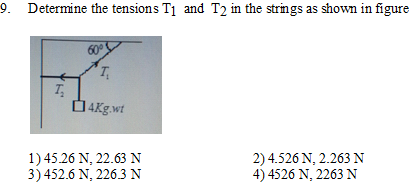 9. Determine the tensions T1 and T2 in the strings as shown in figure
60°
T1
T2
4Kg.wt
1) 45.26 N, 22.63 N 2) 4.526 N, 2.263 N
3) 452.6 N, 226.3 N 4) 4526 N, 2263 N